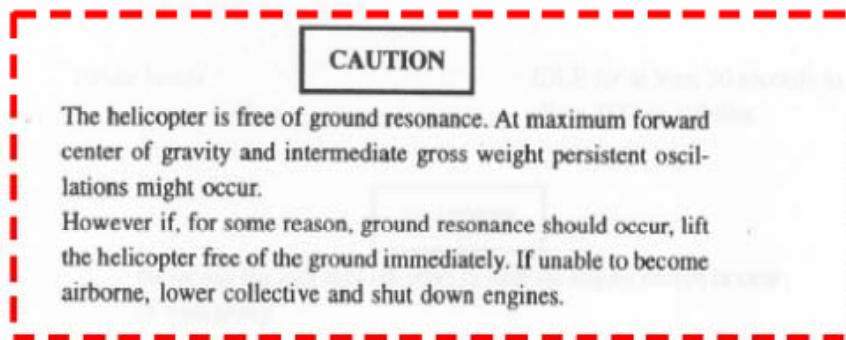 CAUTION
The helicopter is free of ground resonance. At maximum forward
center of gravity and intermediate gross weight persistent oscil-
lations might occur.
However if, for some reason, ground resonance should occur, lift
the helicopter free of the ground immediately. If unable to become
airborne, lower collective and shut down engines.